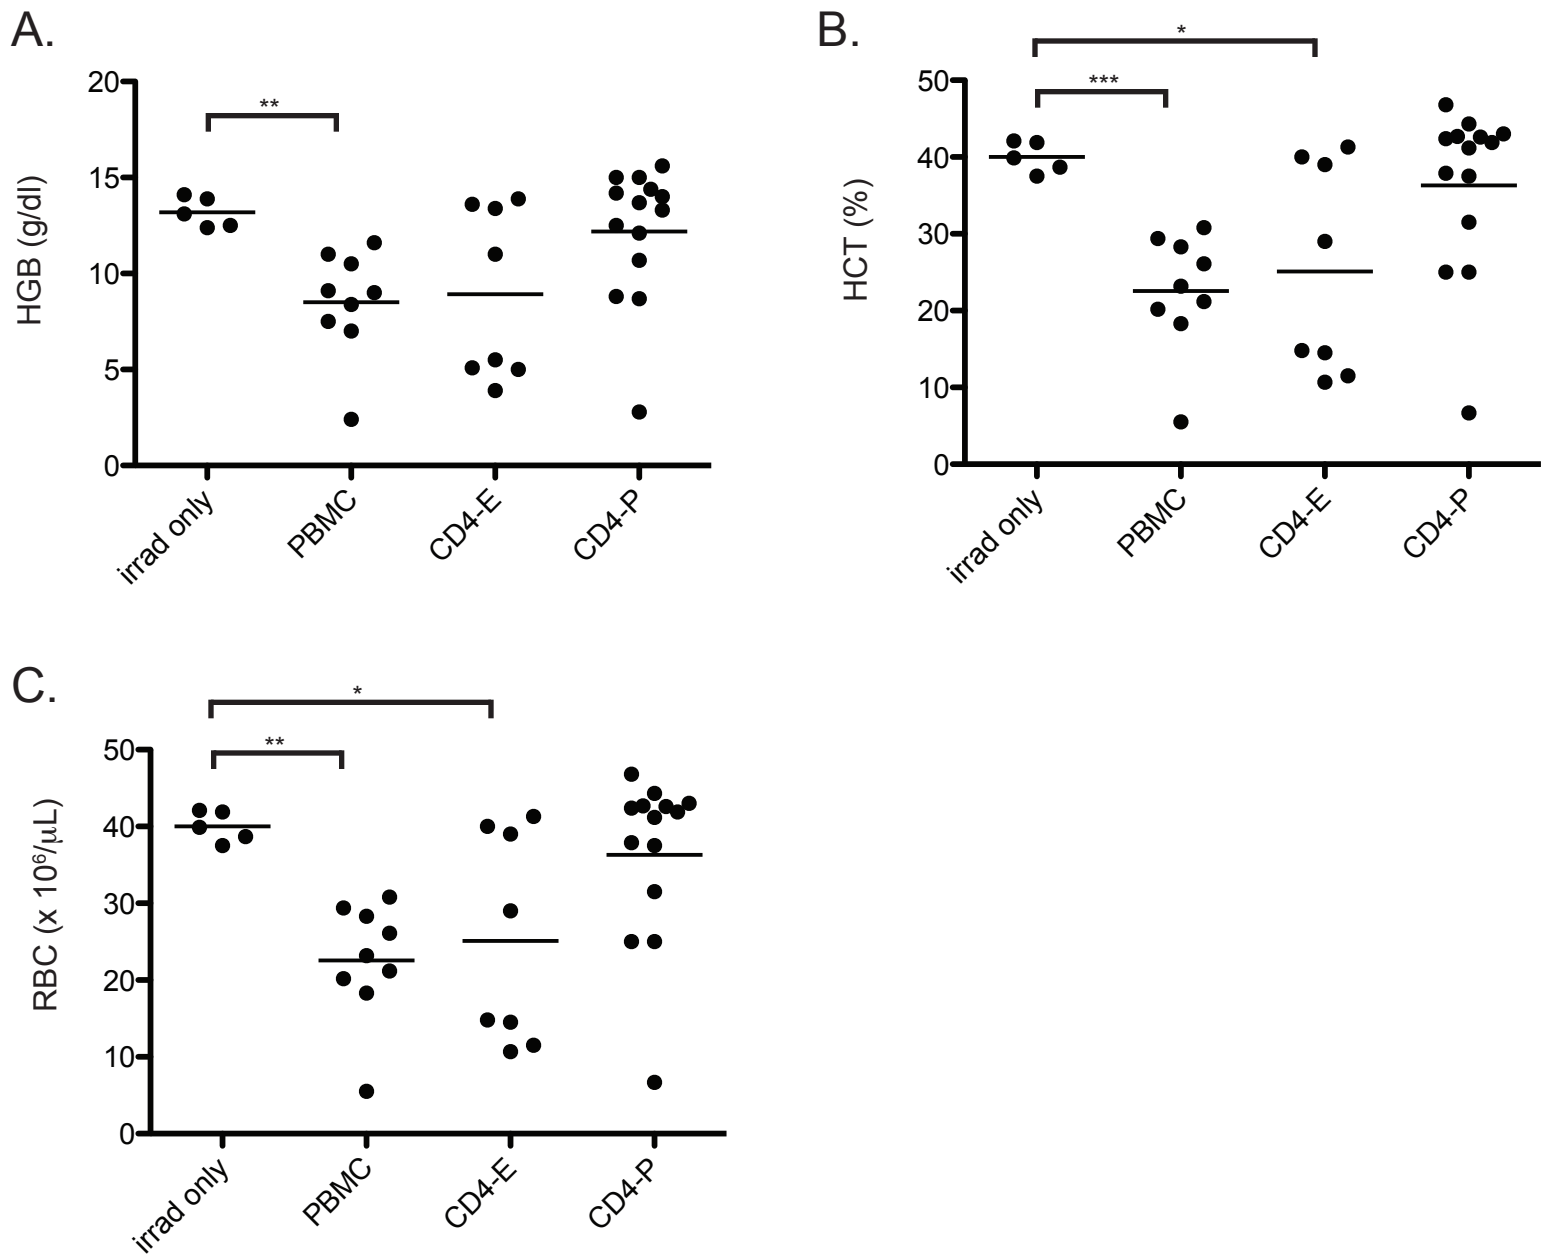 A.
**
20
15
10
5
0
HGB (g/dl)
irrad only
PBMC
CD4-E
CD4-P
B.
*
***
50
40
30
20
10
0
HCT (%)
irrad only
PBMC
CD4-E
CD4-P
C.
*
**
50
40
30
20
10
0
RBC (x 10⁶/µL)
irrad only
PBMC
CD4-E
CD4-P